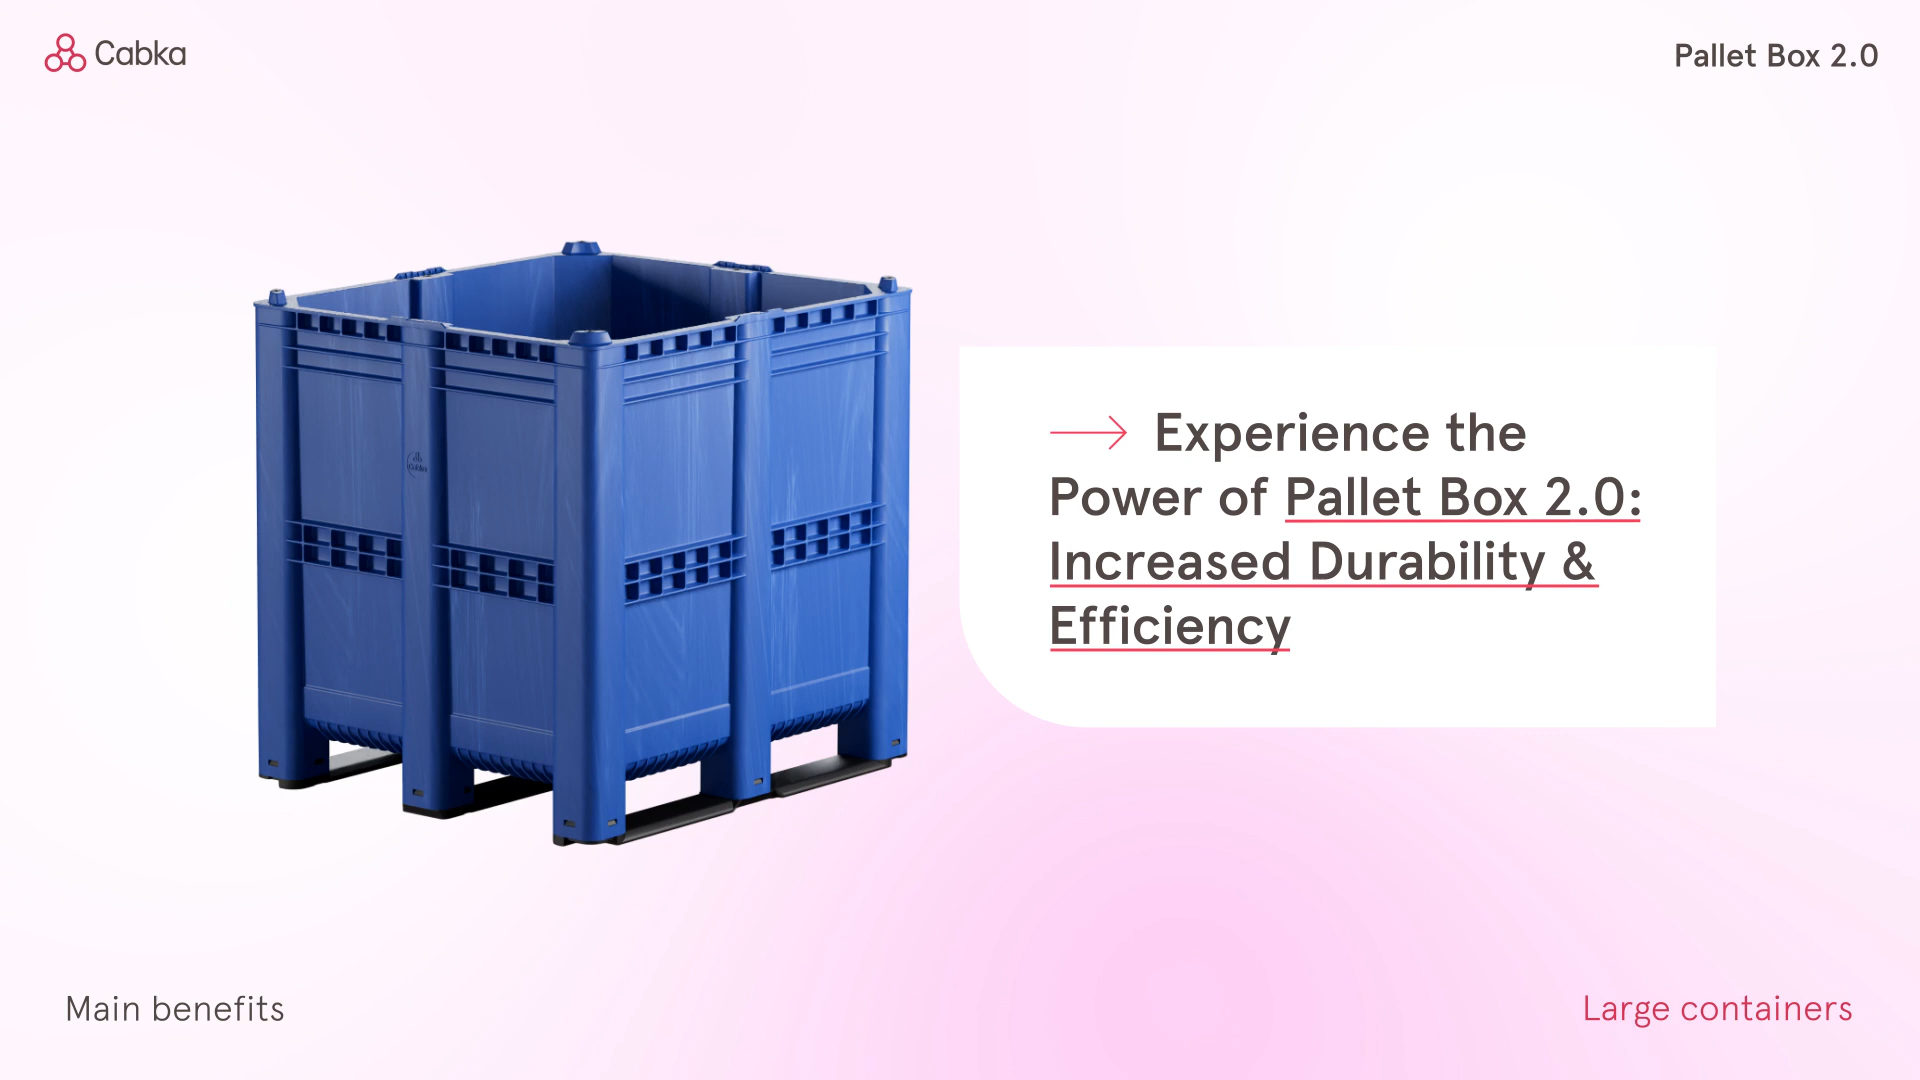 Cabka
Pallet Box 2.0
Experience the
Power of Pallet Box 2.0:
Increased Durability &
Efficiency
Main benefits
Large containers